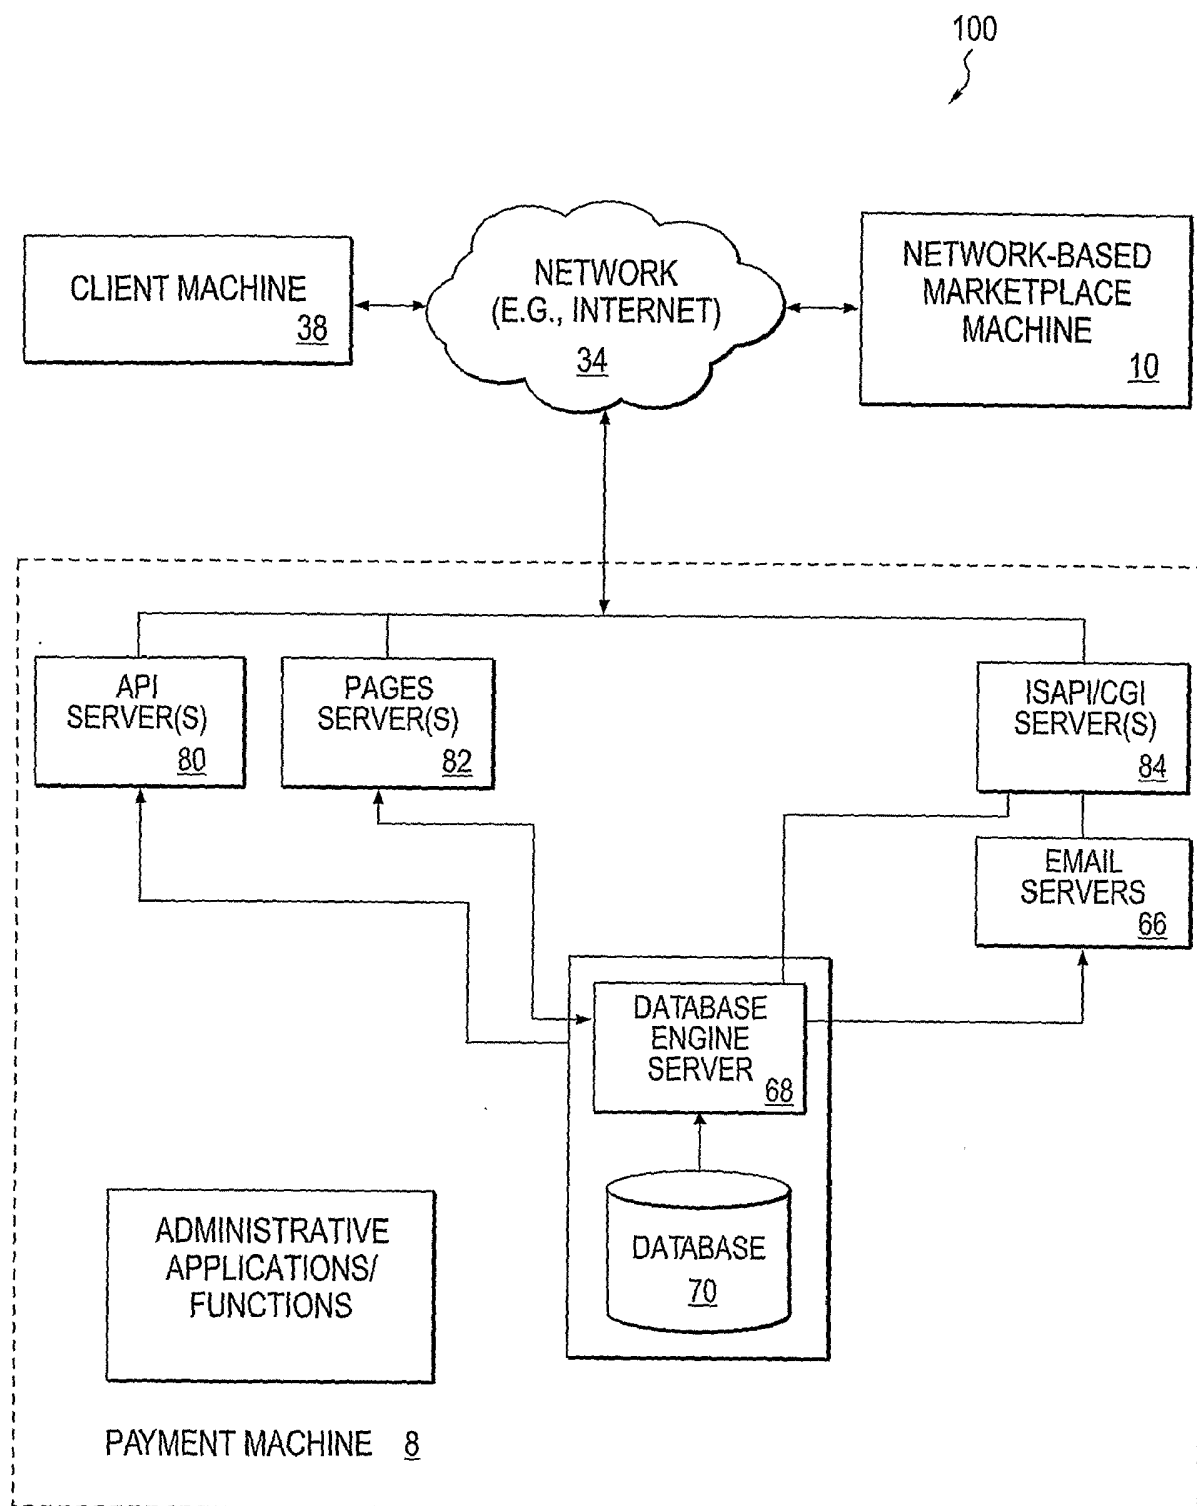 100
CLIENT MACHINE
38
NETWORK
(E.G., INTERNET)
34
NETWORK-BASED
MARKETPLACE
MACHINE
10
API
SERVER(S)
80
PAGES
SERVER(S)
82
ISAPI/CGI
SERVER(S)
84
EMAIL
SERVERS
66
DATABASE
ENGINE
SERVER
68
DATABASE
70
ADMINISTRATIVE
APPLICATIONS/
FUNCTIONS
PAYMENT MACHINE 8